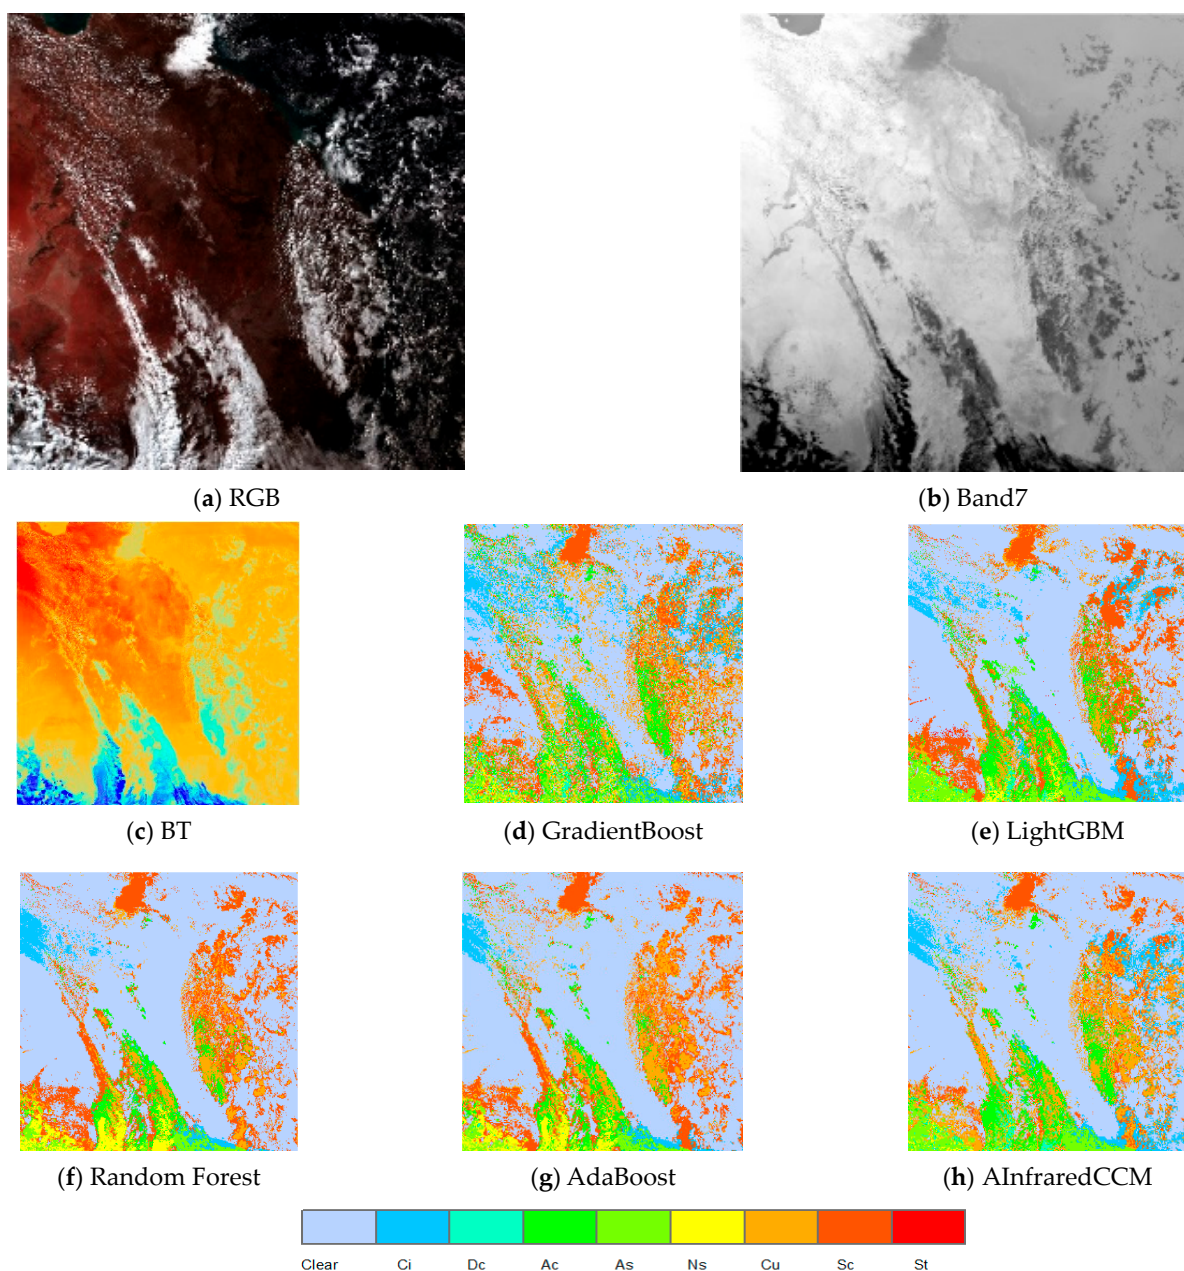 (a) RGB
(b) Band7
(c) BT
(d) GradientBoost
(e) LightGBM
(f) Random Forest
(g) AdaBoost
(h) AInfraredCCM
Clear Ci Dc Ac As Ns Cu Sc St